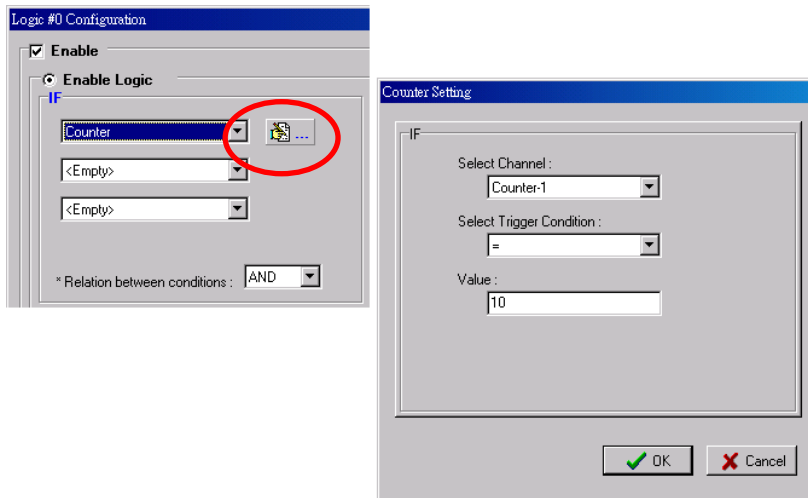 Logic #0 Configuration
Enable
Enable Logic
IF
Counter
...
<Empty>
<Empty>
* Relation between conditions :
AND
Counter Setting
IF
Select Channel :
Counter-1
Select Trigger Condition :
=
Value :
10
OK
Cancel